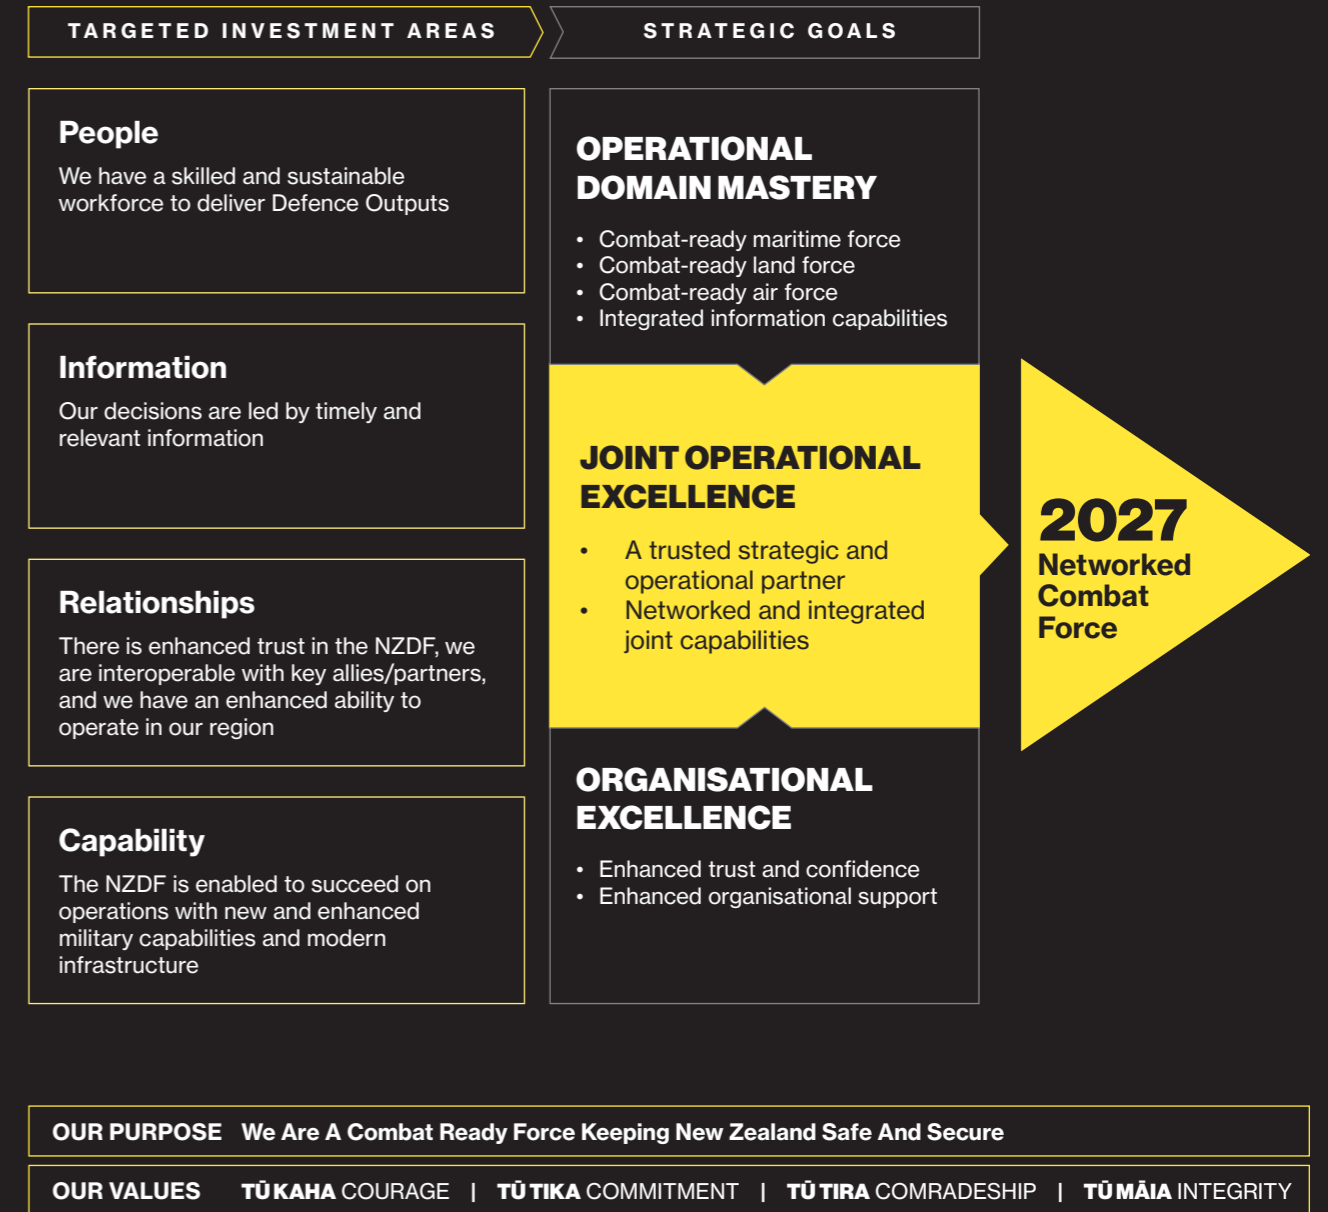 TARGETED INVESTMENT AREAS
STRATEGIC GOALS
People
We have a skilled and sustainable
workforce to deliver Defence Outputs
Information
Our decisions are led by timely and
relevant information
Relationships
There is enhanced trust in the NZDF, we
are interoperable with key allies/partners,
and we have an enhanced ability to
operate in our region
Capability
The NZDF is enabled to succeed on
operations with new and enhanced
military capabilities and modern
infrastructure
OPERATIONAL
DOMAIN MASTERY
• Combat-ready maritime force
• Combat-ready land force
• Combat-ready air force
• Integrated information capabilities
JOINT OPERATIONAL
EXCELLENCE
• A trusted strategic and
operational partner
• Networked and integrated
joint capabilities
ORGANISATIONAL
EXCELLENCE
• Enhanced trust and confidence
• Enhanced organisational support
2027
Networked
Combat
Force
OUR PURPOSE We Are A Combat Ready Force Keeping New Zealand Safe And Secure
OUR VALUES TŪ KAHA COURAGE | TŪ TIKA COMMITMENT | TŪ TIRA COMRADESHIP | TŪ MĀIA INTEGRITY